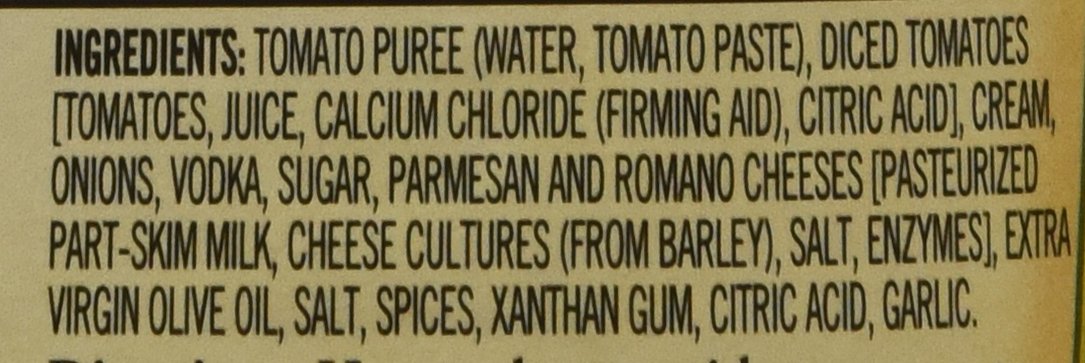 INGREDIENTS: TOMATO PUREE (WATER, TOMATO PASTE), DICED TOMATOES
[TOMATOES, JUICE, CALCIUM CHLORIDE (FIRMING AID), CITRIC ACID], CREAM,
ONIONS, VODKA, SUGAR, PARMESAN AND ROMANO CHEESES [PASTEURIZED
PART-SKIM MILK, CHEESE CULTURES (FROM BARLEY), SALT, ENZYMES], EXTRA
VIRGIN OLIVE OIL, SALT, SPICES, XANTHAN GUM, CITRIC ACID, GARLIC.